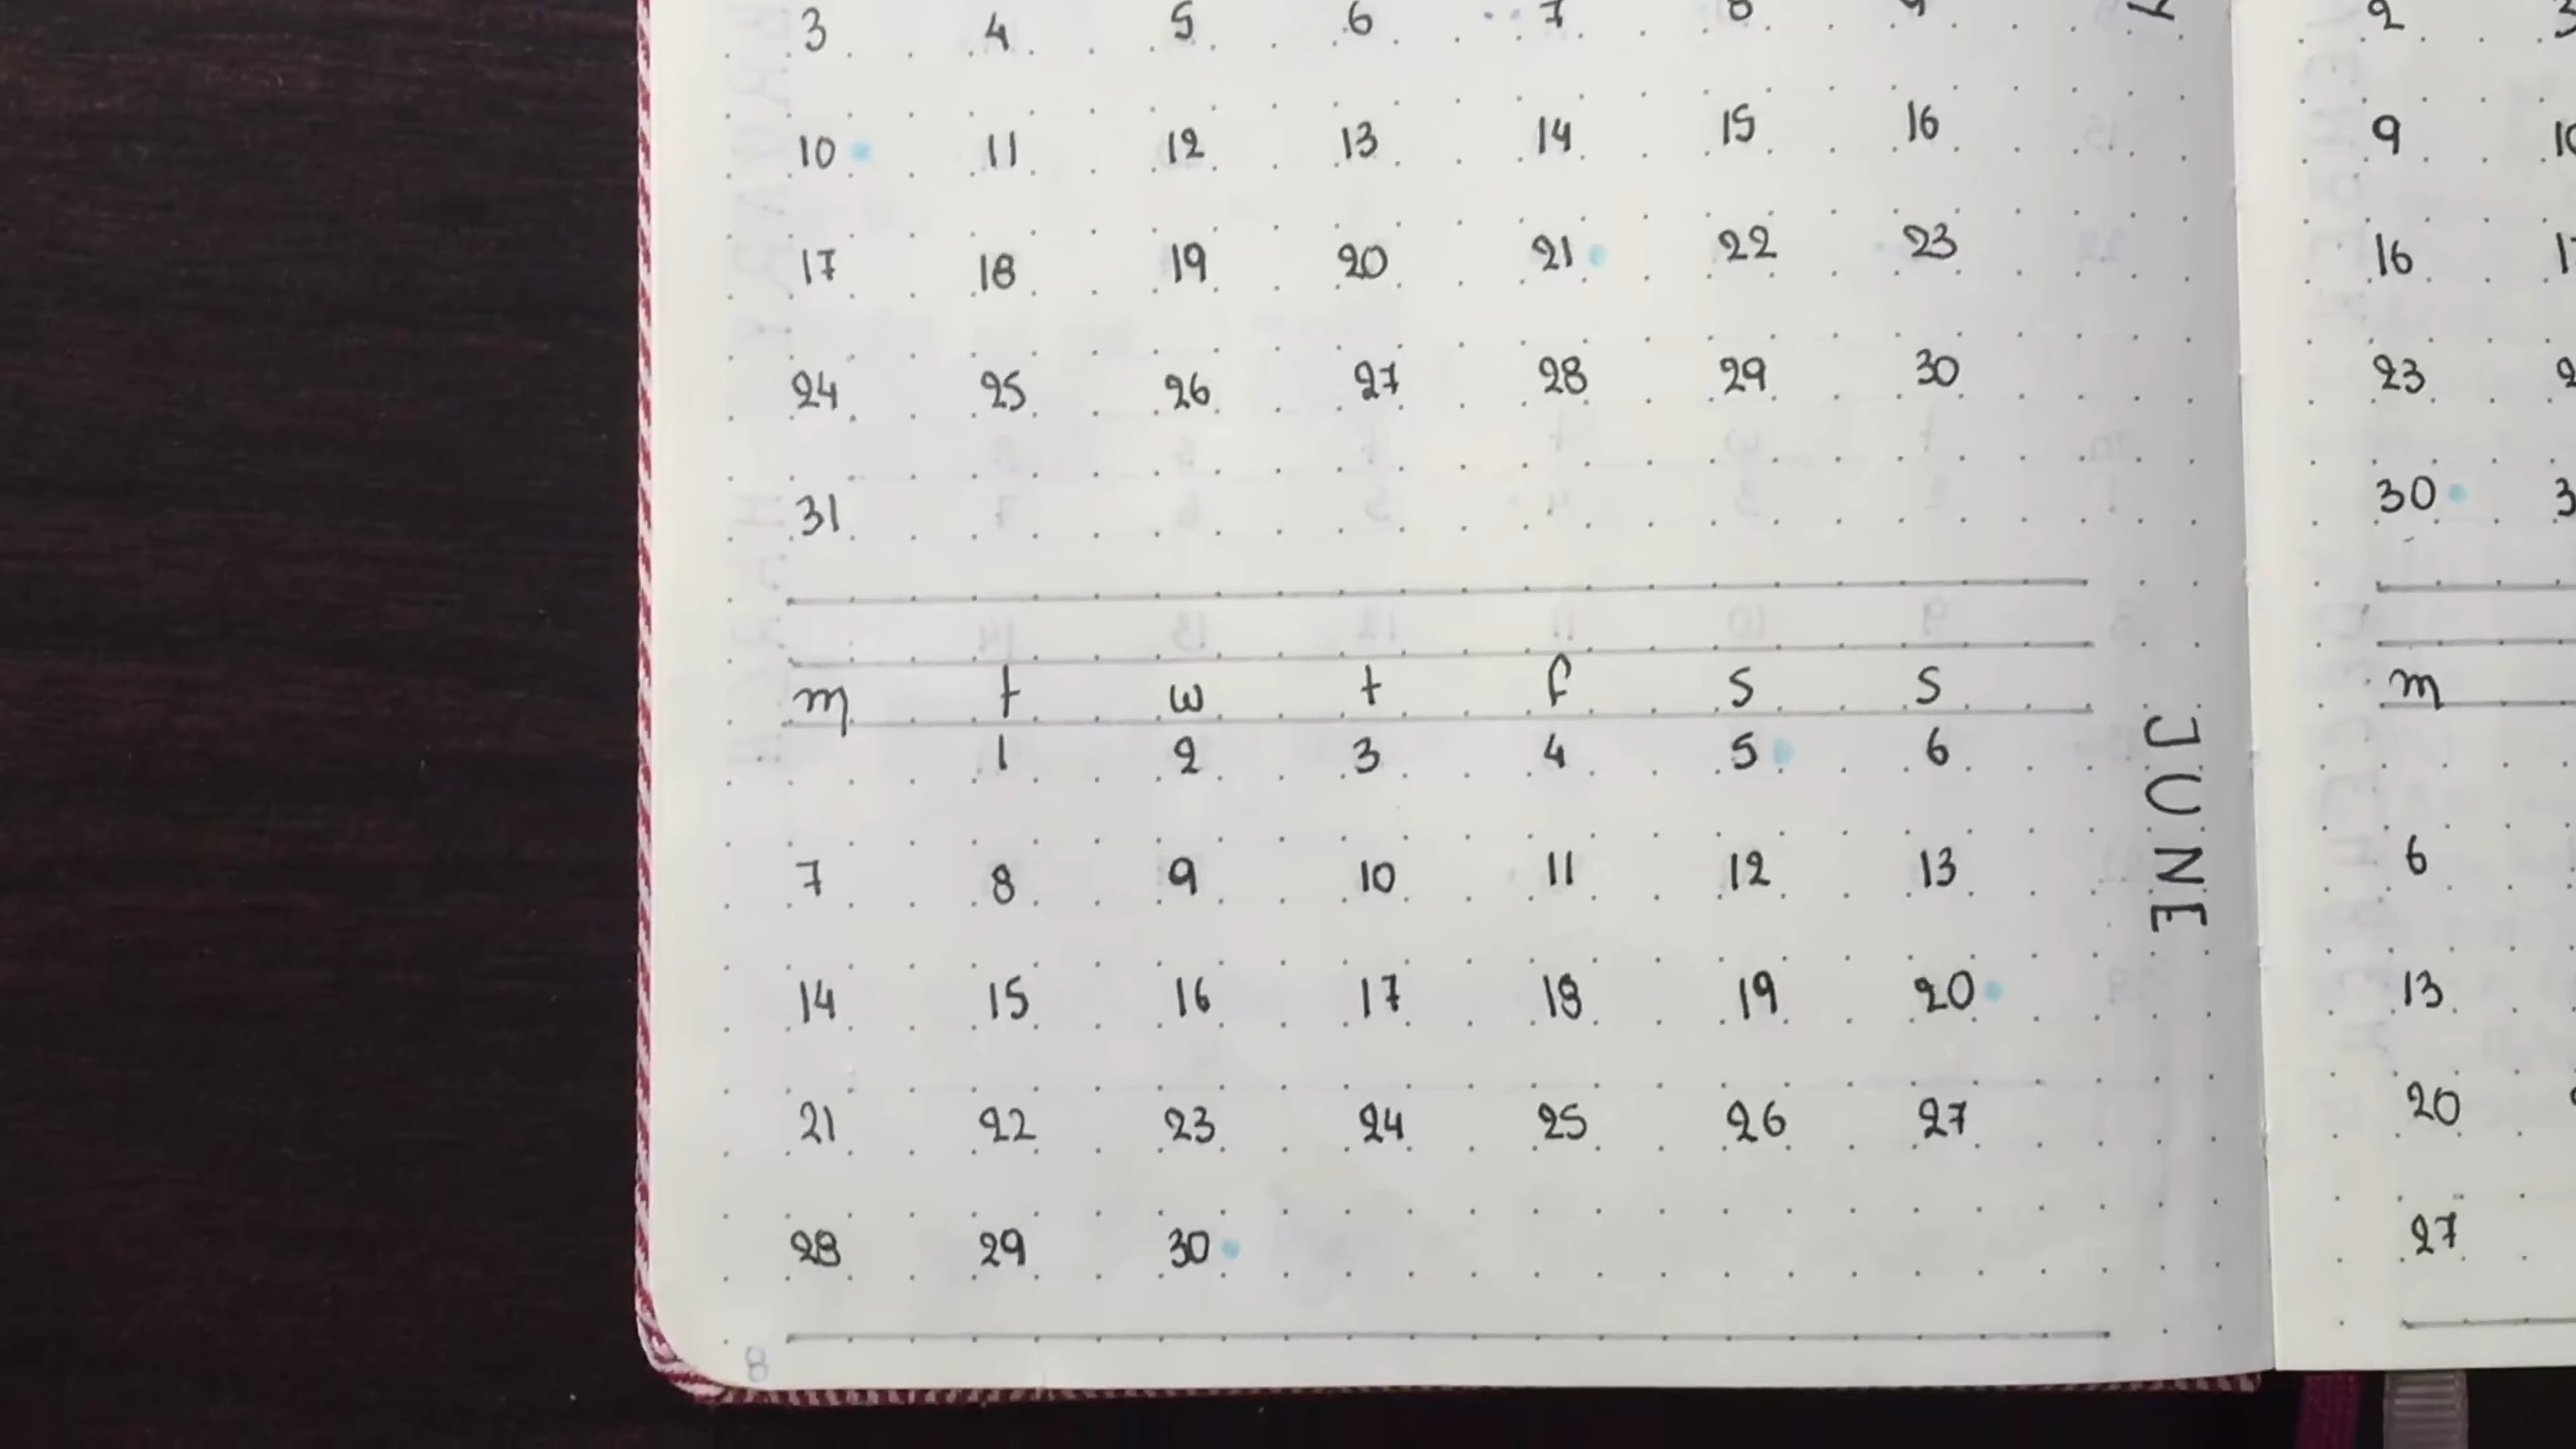 3 4 5 6 7 8 9
10 11 12 13 14 15 16
17 18 19 20 21 22 23
24 25 26 27 28 29 30
31
m t w t f s s
1 2 3 4 5 6
7 8 9 10 11 12 13
14 15 16 17 18 19 20
21 22 23 24 25 26 27
28 29 30
JUNE
8
2
9
16
23
30
m
6
13
20
27